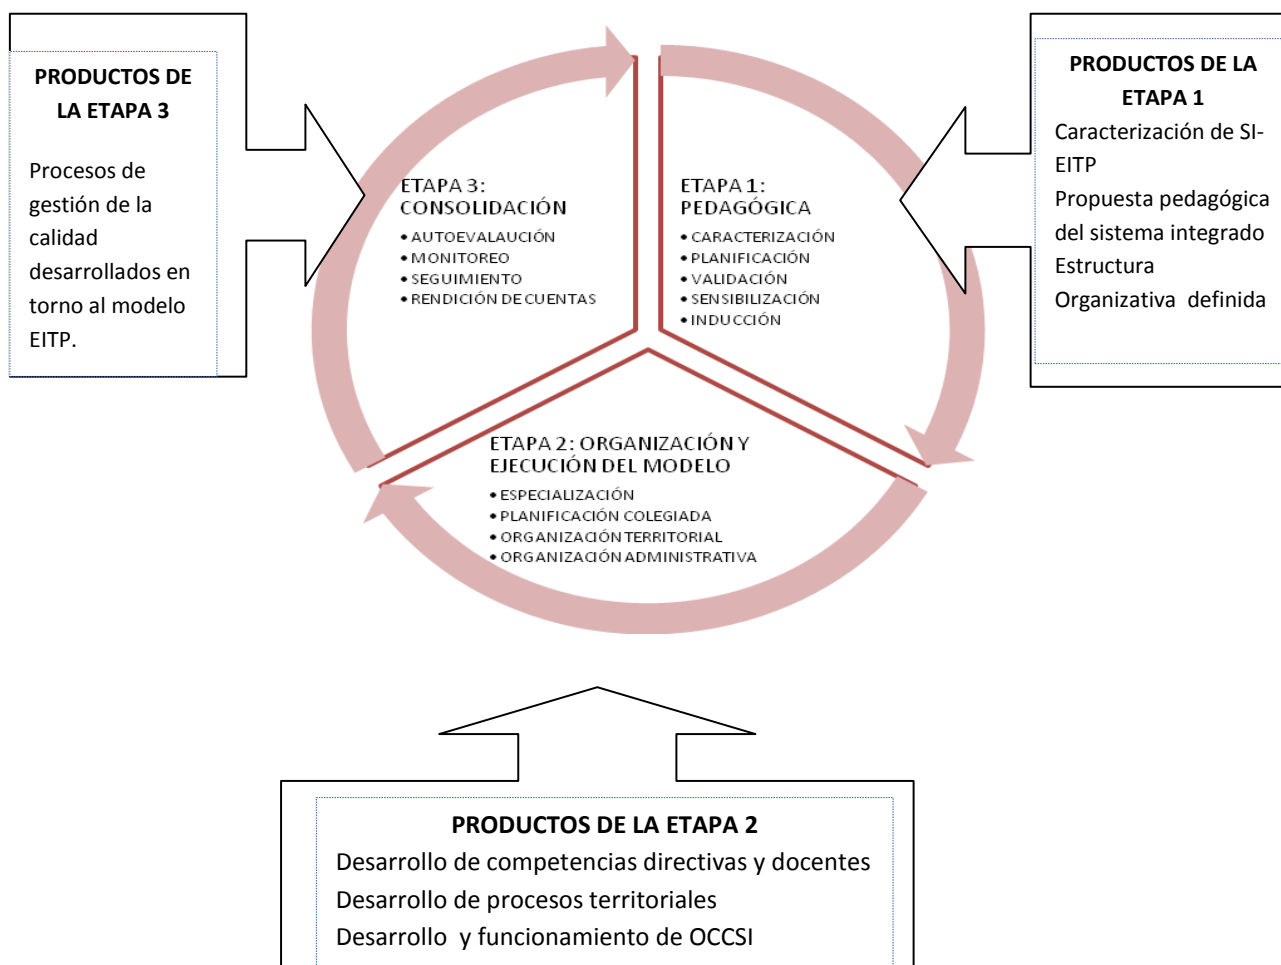 PRODUCTOS DE
LA ETAPA 3
Procesos de
gestión de la
calidad
desarrollados en
torno al modelo
EITP.
ETAPA 3:
CONSOLIDACIÓN
• AUTOEVALAUCIÓN
• MONITOREO
• SEGUIMIENTO
• RENDICIÓN DE CUENTAS
ETAPA 1:
PEDAGÓGICA
• CARACTERIZACIÓN
• PLANIFICACIÓN
• VALIDACIÓN
• SENSIBILIZACIÓN
• INDUCCIÓN
PRODUCTOS DE LA
ETAPA 1
Caracterización de SI-
EITP
Propuesta pedagógica
del sistema integrado
Estructura
Organizativa definida
ETAPA 2: ORGANIZACIÓN Y
EJECUCIÓN DEL MODELO
• ESPECIALIZACIÓN
• PLANIFICACIÓN COLEGIADA
• ORGANIZACIÓN TERRITORIAL
• ORGANIZACIÓN ADMINISTRATIVA
PRODUCTOS DE LA ETAPA 2
Desarrollo de competencias directivas y docentes
Desarrollo de procesos territoriales
Desarrollo y funcionamiento de OCCSI